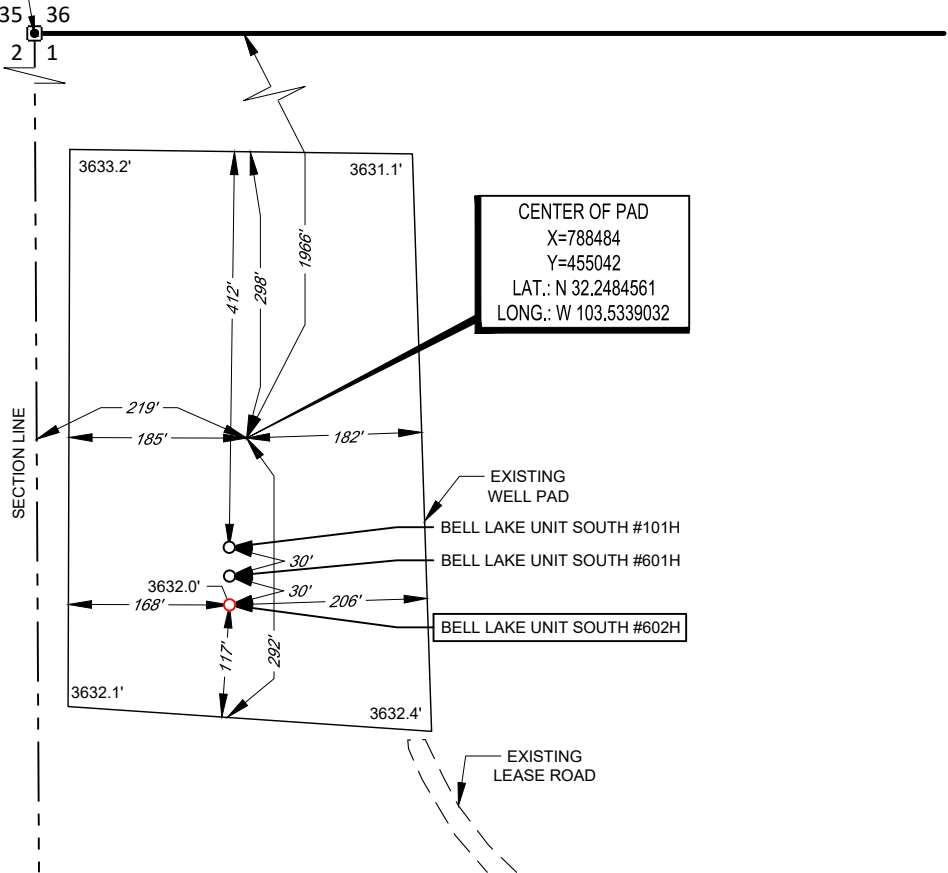 35 36
2 1
3633.2'
3631.1'
CENTER OF PAD
X=788484
Y=455042
LAT.: N 32.2484561
LONG.: W 103.5339032
412'
298'
1966'
219'
185'
182'
SECTION LINE
EXISTING
WELL PAD
BELL LAKE UNIT SOUTH #101H
30'
BELL LAKE UNIT SOUTH #601H
3632.0'
30'
168'
206'
BELL LAKE UNIT SOUTH #602H
117'
292'
3632.1'
3632.4'
EXISTING
LEASE ROAD